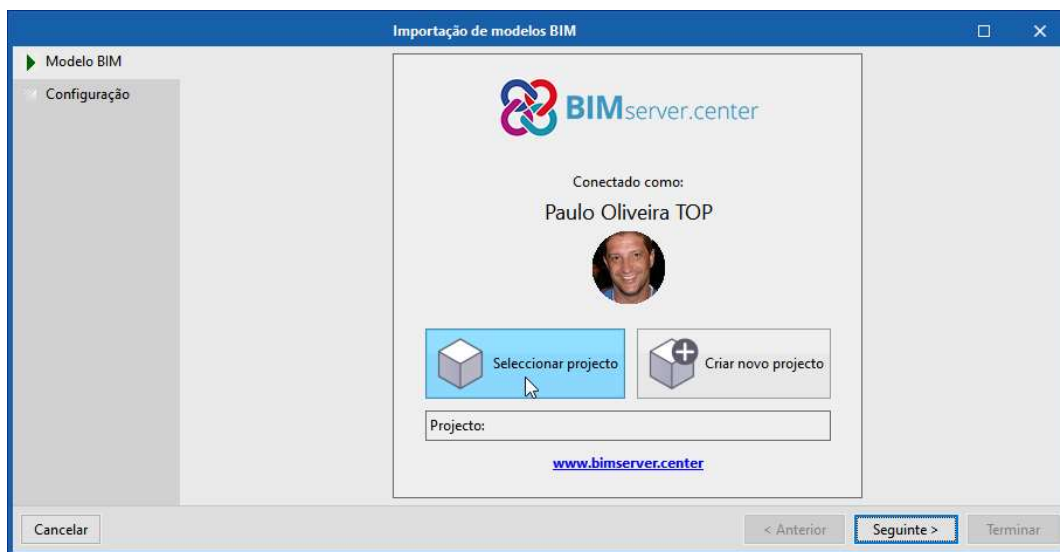 Importação de modelos BIM
Modelo BIM
Configuração
BIMserver.center
Conectado como:
Paulo Oliveira TOP
Seleccionar projecto
Criar novo projecto
Projecto:
www.bimserver.center
Cancelar
< Anterior
Seguinte >
Terminar